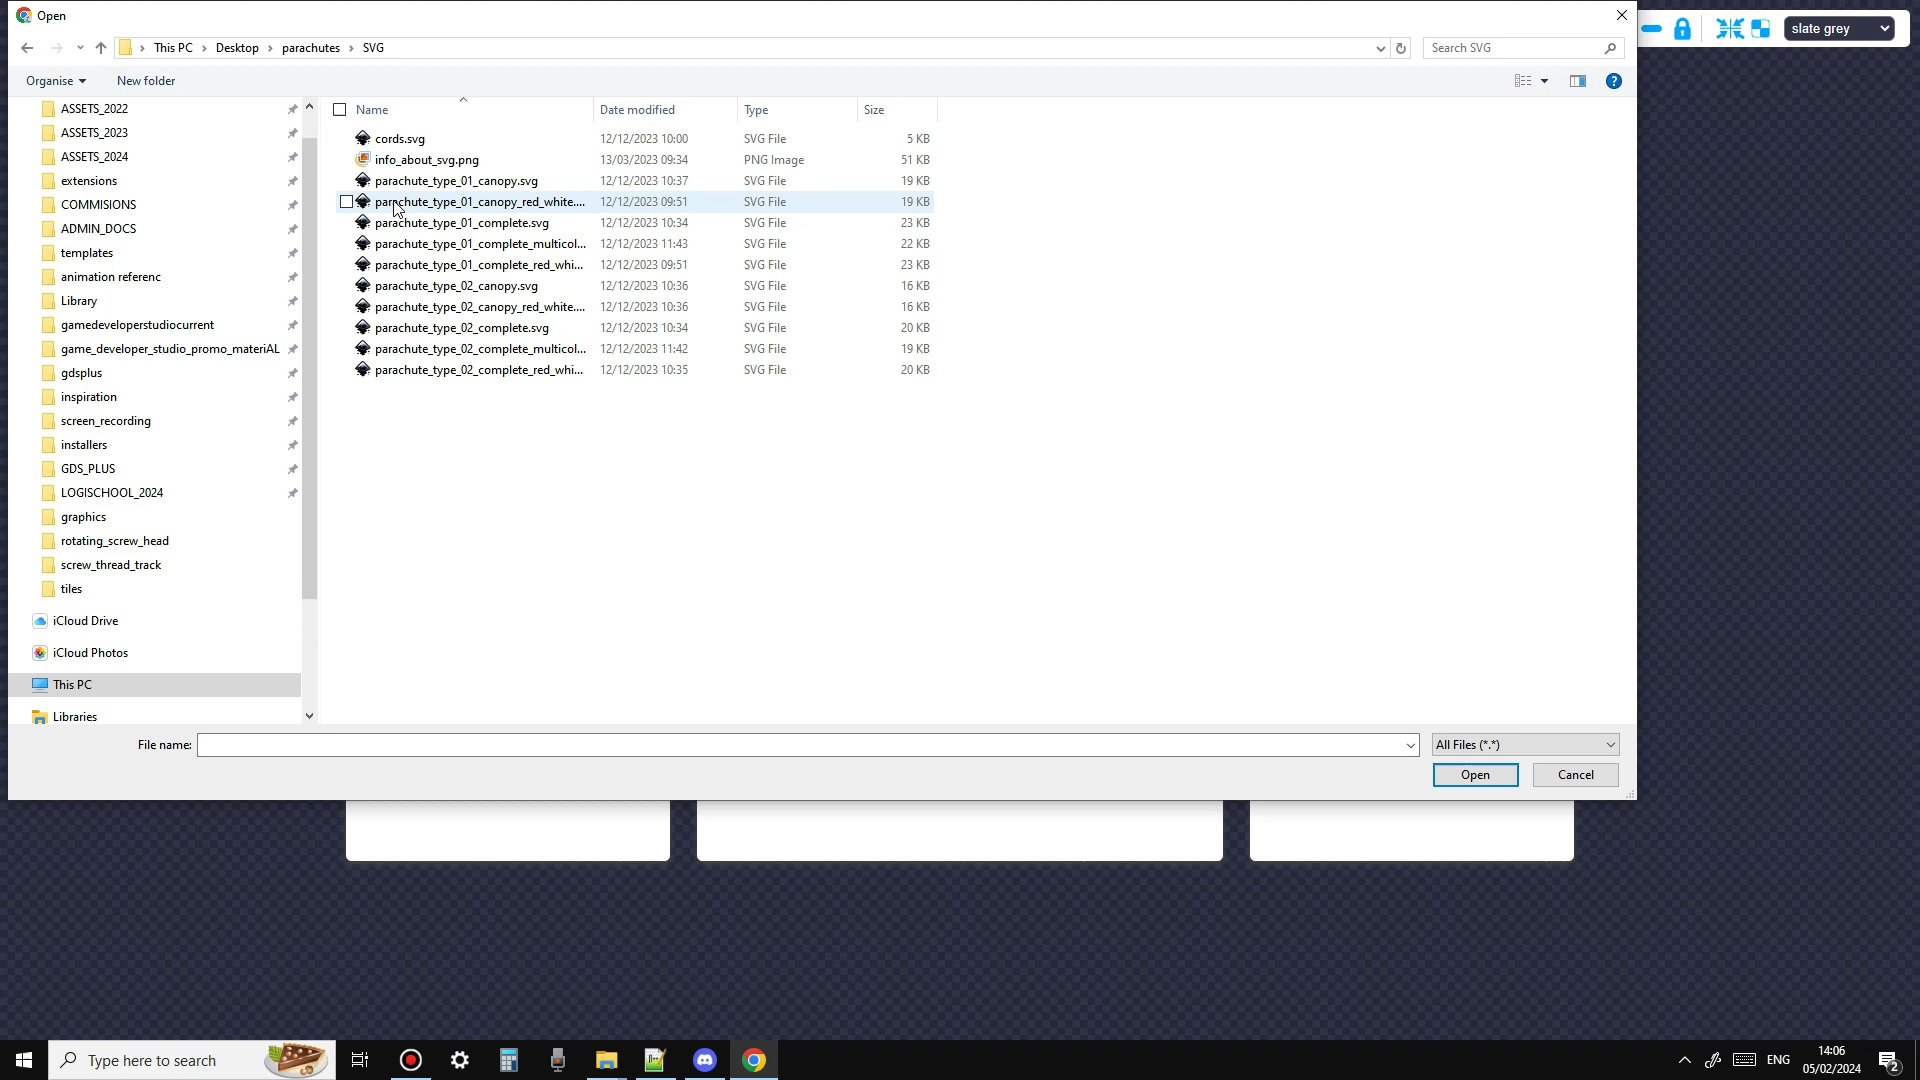 Open
slate grey
This PC
Desktop
parachutes
SVG
Search SVG
Organise
New folder
Name
Date modified
Type
Size
ASSETS_2022
ASSETS_2023
ASSETS_2024
extensions
COMMISIONS
ADMIN_DOCS
templates
animation referenc
Library
gamedeveloperstudiocurrent
game_developer_studio_promo_materiAL
gdsplus
inspiration
screen_recording
installers
GDS_PLUS
LOGISCHOOL_2024
graphics
rotating_screw_head
screw_thread_track
tiles
iCloud Drive
iCloud Photos
This PC
Libraries
cords.svg 12/12/2023 10:00 SVG File 5 KB
info_about_svg.png 13/03/2023 09:34 PNG Image 51 KB
parachute_type_01_canopy.svg 12/12/2023 10:37 SVG File 19 KB
parachute_type_01_canopy_red_white.... 12/12/2023 09:51 SVG File 19 KB
parachute_type_01_complete.svg 12/12/2023 10:34 SVG File 23 KB
parachute_type_01_complete_multicol... 12/12/2023 11:43 SVG File 22 KB
parachute_type_01_complete_red_whi... 12/12/2023 09:51 SVG File 23 KB
parachute_type_02_canopy.svg 12/12/2023 10:36 SVG File 16 KB
parachute_type_02_canopy_red_white.... 12/12/2023 10:36 SVG File 16 KB
parachute_type_02_complete.svg 12/12/2023 10:34 SVG File 20 KB
parachute_type_02_complete_multicol... 12/12/2023 11:42 SVG File 19 KB
parachute_type_02_complete_red_whi... 12/12/2023 10:35 SVG File 20 KB
File name:
All Files (*.*)
Open
Cancel
Type here to search
ENG
14:06
05/02/2024
2